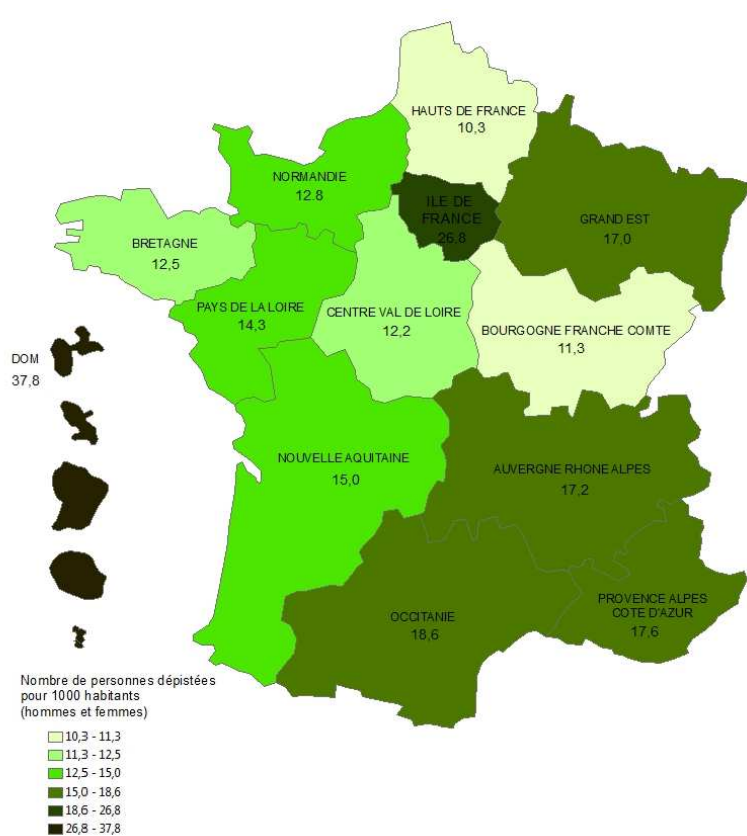 HAUTS DE FRANCE
10,3
NORMANDIE
12.8
ILE DE
FRANCE
26,8
GRAND EST
17,0
BRETAGNE
12,5
PAYS DE LA LOIRE
14,3
CENTRE VAL DE LOIRE
12,2
BOURGOGNE FRANCHE COMTE
11,3
DOM
37,8
NOUVELLE AQUITAINE
15,0
AUVERGNE RHONE ALPES
17,2
OCCITANIE
18,6
PROVENCE ALPES
COTE D'AZUR
17,6
Nombre de personnes dépistées
pour 1000 habitants
(hommes et femmes)
10,3 - 11,3
11,3 - 12,5
12,5 - 15,0
15,0 - 18,6
18,6 - 26,8
26,8 - 37,8